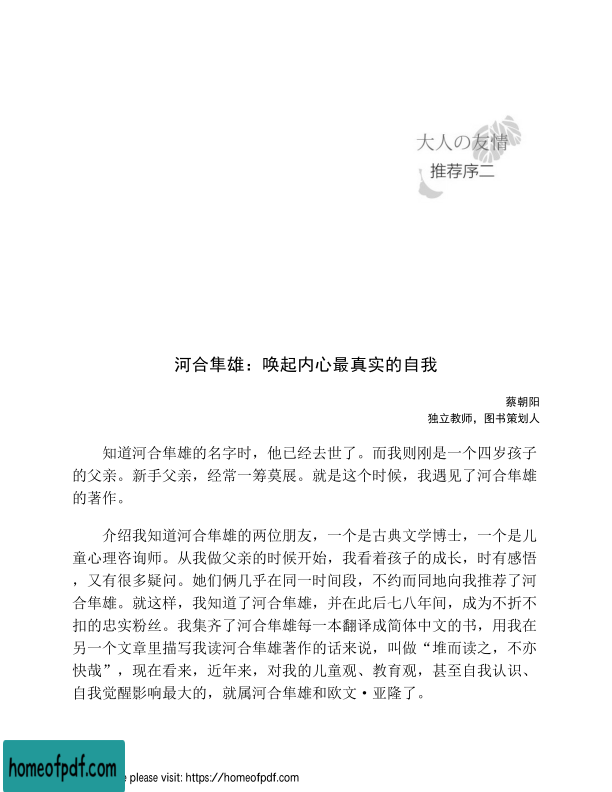 大人の友情
推荐序二
河合隼雄：唤起内心最真实的自我
蔡朝阳
独立教师，图书策划人
知道河合隼雄的名字时，他已经去世了。而我则刚是一个四岁孩子
的父亲。新手父亲，经常一筹莫展。就是这个时候，我遇见了河合隼雄
的著作。
介绍我知道河合隼雄的两位朋友，一个是古典文学博士，一个是儿
童心理咨询师。从我做父亲的时候开始，我看着孩子的成长，时有感悟
，又有很多疑问。她们俩几乎在同一时间段，不约而同地向我推荐了河
合隼雄。就这样，我知道了河合隼雄，并在此后七八年间，成为不折不
扣的忠实粉丝。我集齐了河合隼雄每一本翻译成简体中文的书，用我在
另一个文章里描写我读河合隼雄著作的话来说，叫做“堆而读之，不亦
快哉”，现在看来，近年来，对我的儿童观、教育观，甚至自我认识、
自我觉醒影响最大的，就属河合隼雄和欧文·亚隆了。
homeofpdf.com
e please visit: https://homeofpdf.com